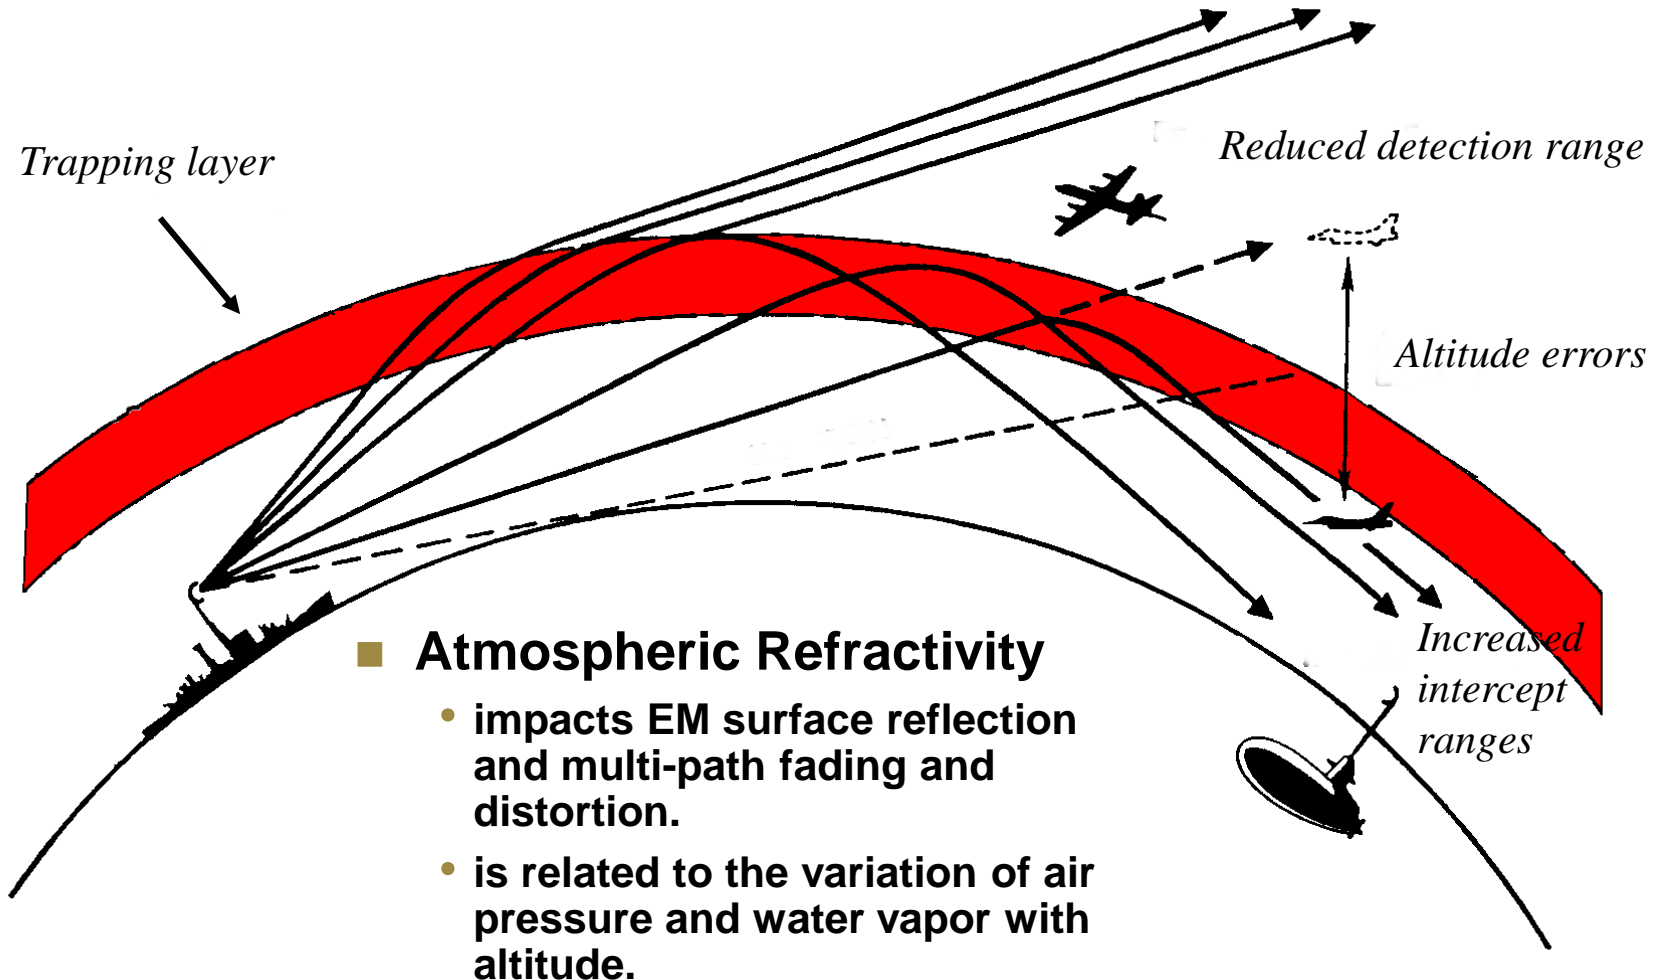 Trapping layer
Reduced detection range
Altitude errors
Increased
intercept
ranges
Atmospheric Refractivity
impacts EM surface reflection
and multi-path fading and
distortion.
is related to the variation of air
pressure and water vapor with
altitude.